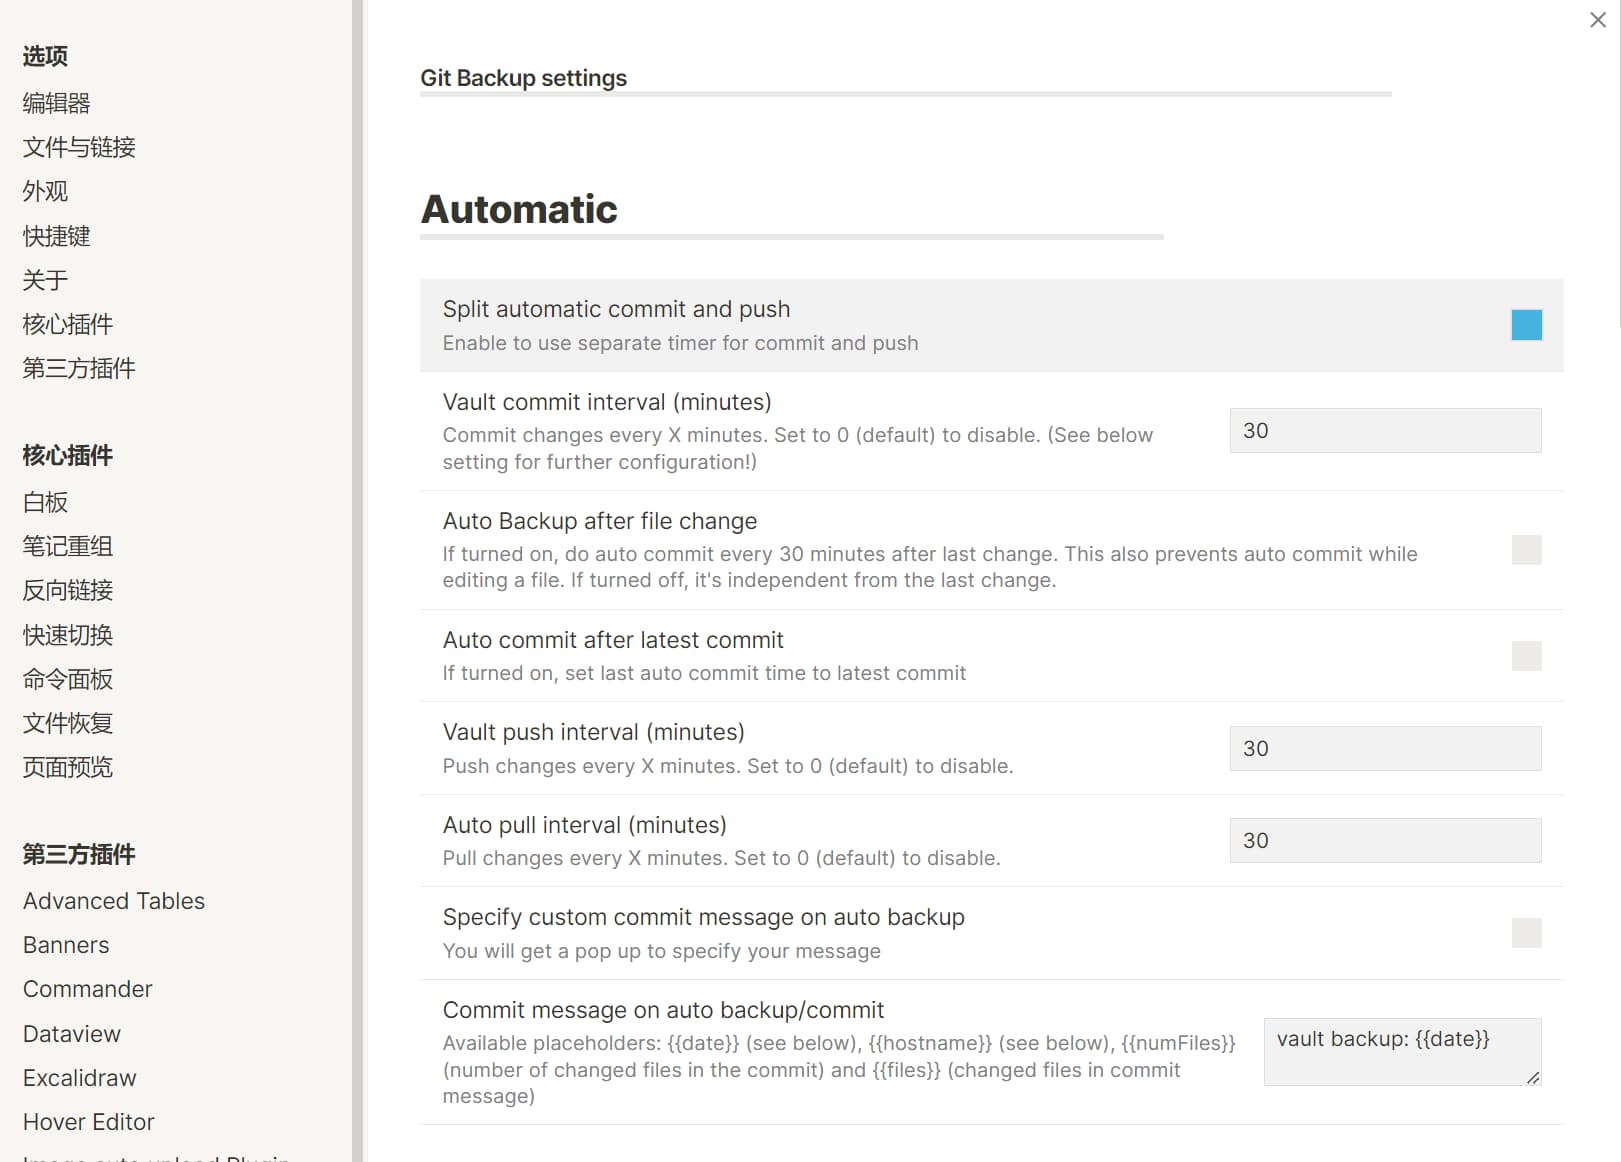 选项
编辑器
文件与链接
外观
快捷键
关于
核心插件
第三方插件
核心插件
白板
笔记重组
反向链接
快速切换
命令面板
文件恢复
页面预览
第三方插件
Advanced Tables
Banners
Commander
Dataview
Excalidraw
Hover Editor
Image auto upload Plugin
Git Backup settings
Automatic
Split automatic commit and push
Enable to use separate timer for commit and push
Vault commit interval (minutes)
Commit changes every X minutes. Set to 0 (default) to disable. (See below
setting for further configuration!)
30
Auto Backup after file change
If turned on, do auto commit every 30 minutes after last change. This also prevents auto commit while
editing a file. If turned off, it's independent from the last change.
Auto commit after latest commit
If turned on, set last auto commit time to latest commit
Vault push interval (minutes)
Push changes every X minutes. Set to 0 (default) to disable.
30
Auto pull interval (minutes)
Pull changes every X minutes. Set to 0 (default) to disable.
30
Specify custom commit message on auto backup
You will get a pop up to specify your message
Commit message on auto backup/commit
Available placeholders: {{date}} (see below), {{hostname}} (see below), {{numFiles}}
(number of changed files in the commit) and {{files}} (changed files in commit
message)
vault backup: {{date}}